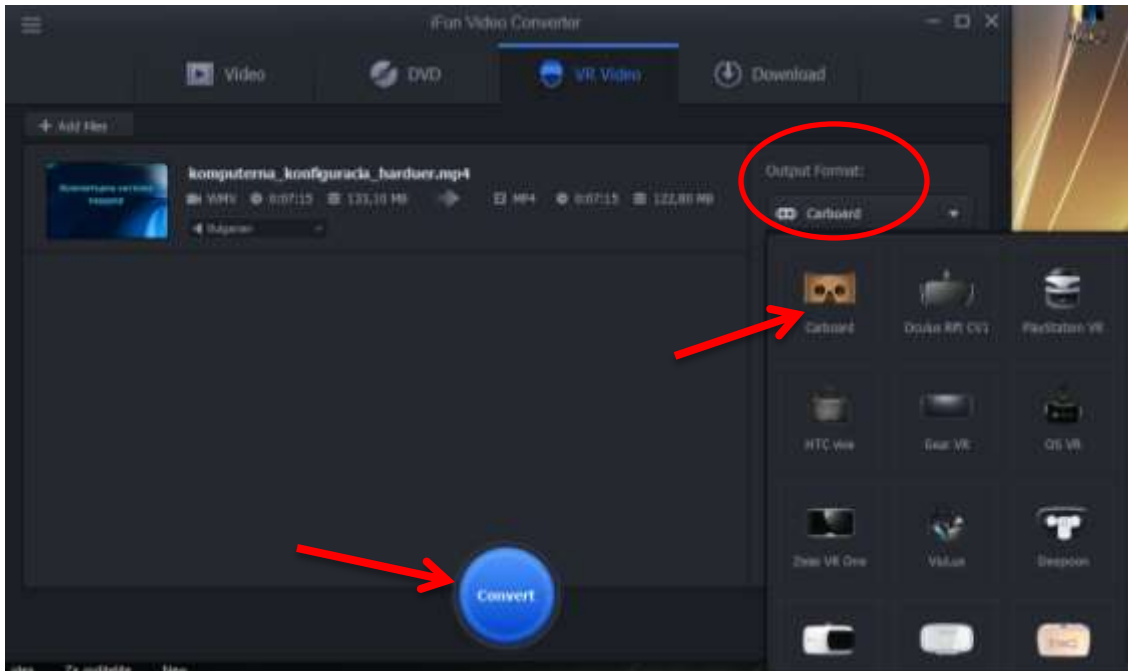 iFun Video Converter
Video
DVD
VR Video
Download
+ Add Files
komputerna_konfiguracia_harduer.mp4
WMV 0:07:15 133,16 MB MP4 0:07:15 122,80 MB
Bulgarian
Output Format:
Carboard
Carboard Oculus Rift CV1 PlayStation VR
HTC vive Gear VR OS VR
Zeiss VR One VisLux Deepoon
Convert